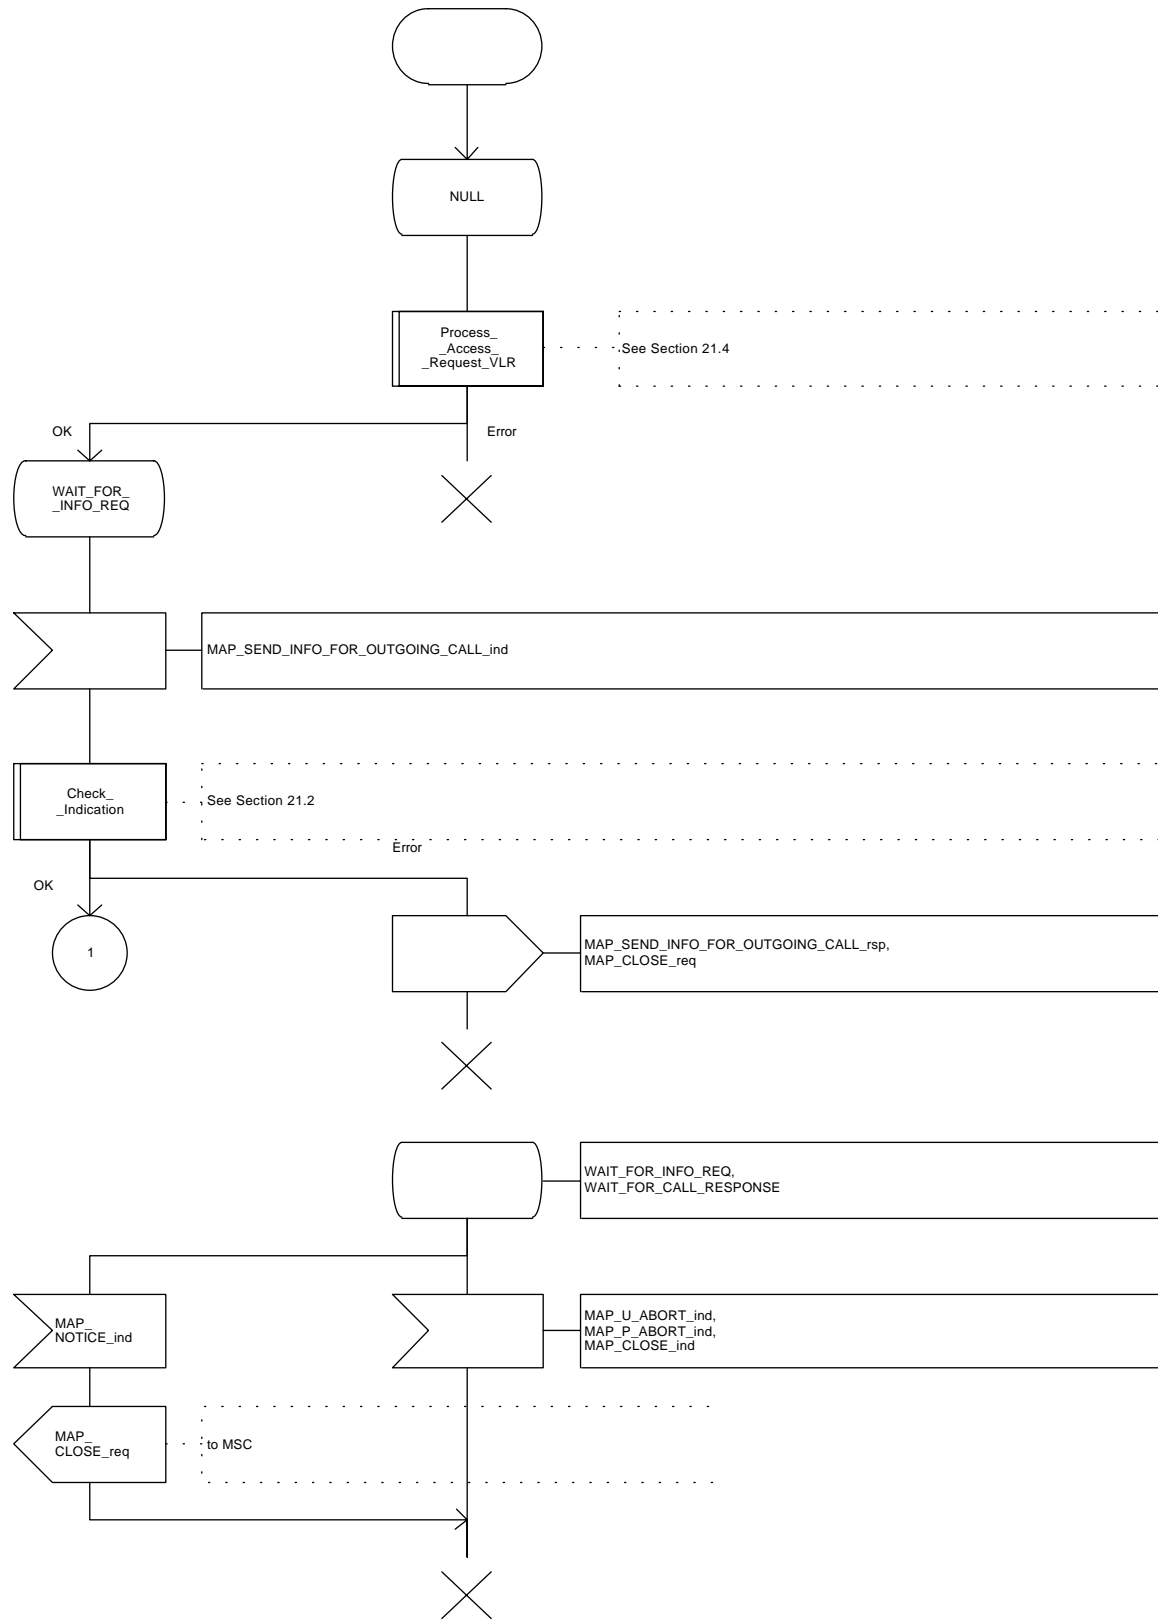 NULL
Process_
_Access_
_Request_VLR
See Section 21.4
OK
Error
WAIT_FOR_
_INFO_REQ
MAP_SEND_INFO_FOR_OUTGOING_CALL_ind
Check_
_Indication
See Section 21.2
Error
OK
1
MAP_SEND_INFO_FOR_OUTGOING_CALL_rsp,
MAP_CLOSE_req
WAIT_FOR_INFO_REQ,
WAIT_FOR_CALL_RESPONSE
MAP_
NOTICE_ind
MAP_U_ABORT_ind,
MAP_P_ABORT_ind,
MAP_CLOSE_ind
MAP_
CLOSE_req
to MSC